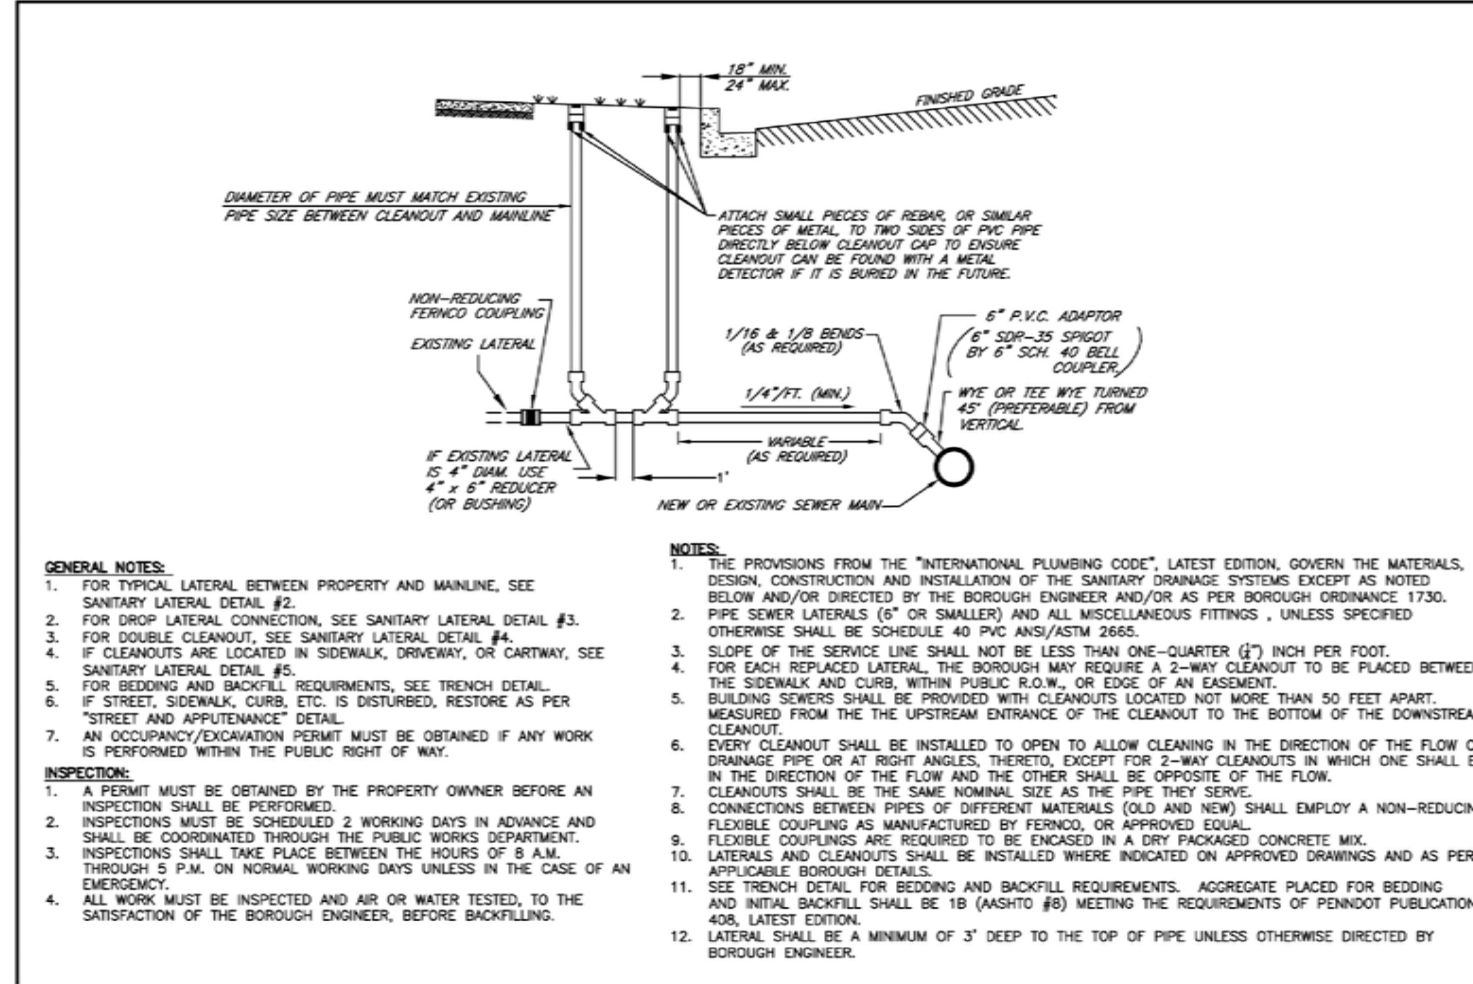 18" MIN.
24" MAX.
FINISHED GRADE
DIAMETER OF PIPE MUST MATCH EXISTING
PIPE SIZE BETWEEN CLEANOUT AND MAINLINE
ATTACH SMALL PIECES OF REBAR, OR SIMILAR
PIECES OF METAL, TO TWO SIDES OF PVC PIPE
DIRECTLY BELOW CLEANOUT CAP TO ENSURE
CLEANOUT CAN BE FOUND WITH A METAL
DETECTOR IF IT IS BURIED IN THE FUTURE.
NON-REDUCING
FERNCO COUPLING
EXISTING LATERAL
1/16 & 1/8 BENDS
(AS REQUIRED)
6" P.V.C. ADAPTOR
(6" SDR-35 SPIGOT
BY 6" SCH. 40 BELL
COUPLER,)
1/4"/FT. (MIN.)
WYE OR TEE WYE TURNED
45° (PREFERABLE) FROM
VERTICAL.
VARIABLE
(AS REQUIRED)
IF EXISTING LATERAL
IS 4" DIAM. USE
4" x 6" REDUCER
(OR BUSHING)
1'
NEW OR EXISTING SEWER MAIN
GENERAL NOTES:
1. FOR TYPICAL LATERAL BETWEEN PROPERTY AND MAINLINE, SEE
SANITARY LATERAL DETAIL #2.
2. FOR DROP LATERAL CONNECTION, SEE SANITARY LATERAL DETAIL #3.
3. FOR DOUBLE CLEANOUT, SEE SANITARY LATERAL DETAIL #4.
4. IF CLEANOUTS ARE LOCATED IN SIDEWALK, DRIVEWAY, OR CARTWAY, SEE
SANITARY LATERAL DETAIL #5.
5. FOR BEDDING AND BACKFILL REQUIRMENTS, SEE TRENCH DETAIL.
6. IF STREET, SIDEWALK, CURB, ETC. IS DISTURBED, RESTORE AS PER
"STREET AND APPUTENANCE" DETAIL.
7. AN OCCUPANCY/EXCAVATION PERMIT MUST BE OBTAINED IF ANY WORK
IS PERFORMED WITHIN THE PUBLIC RIGHT OF WAY.
INSPECTION:
1. A PERMIT MUST BE OBTAINED BY THE PROPERTY OWVNER BEFORE AN
INSPECTION SHALL BE PERFORMED.
2. INSPECTIONS MUST BE SCHEDULED 2 WORKING DAYS IN ADVANCE AND
SHALL BE COORDINATED THROUGH THE PUBLIC WORKS DEPARTMENT.
3. INSPECTIONS SHALL TAKE PLACE BETWEEN THE HOURS OF 8 A.M.
THROUGH 5 P.M. ON NORMAL WORKING DAYS UNLESS IN THE CASE OF AN
EMERGEMCY.
4. ALL WORK MUST BE INSPECTED AND AIR OR WATER TESTED, TO THE
SATISFACTION OF THE BOROUGH ENGINEER, BEFORE BACKFILLING.
NOTES:
1. THE PROVISIONS FROM THE "INTERNATIONAL PLUMBING CODE", LATEST EDITION, GOVERN THE MATERIALS,
DESIGN, CONSTRUCTION AND INSTALLATION OF THE SANITARY DRAINAGE SYSTEMS EXCEPT AS NOTED
BELOW AND/OR DIRECTED BY THE BOROUGH ENGINEER AND/OR AS PER BOROUGH ORDINANCE 1730.
2. PIPE SEWER LATERALS (6" OR SMALLER) AND ALL MISCELLANEOUS FITTINGS , UNLESS SPECIFIED
OTHERWISE SHALL BE SCHEDULE 40 PVC ANSI/ASTM 2665.
3. SLOPE OF THE SERVICE LINE SHALL NOT BE LESS THAN ONE-QUARTER (¼") INCH PER FOOT.
4. FOR EACH REPLACED LATERAL, THE BOROUGH MAY REQUIRE A 2-WAY CLEANOUT TO BE PLACED BETWEE
THE SIDEWALK AND CURB, WITHIN PUBLIC R.O.W., OR EDGE OF AN EASEMENT.
5. BUILDING SEWERS SHALL BE PROVIDED WITH CLEANOUTS LOCATED NOT MORE THAN 50 FEET APART.
MEASURED FROM THE THE UPSTREAM ENTRANCE OF THE CLEANOUT TO THE BOTTOM OF THE DOWNSTREA
CLEANOUT.
6. EVERY CLEANOUT SHALL BE INSTALLED TO OPEN TO ALLOW CLEANING IN THE DIRECTION OF THE FLOW O
DRAINAGE PIPE OR AT RIGHT ANGLES, THERETO, EXCEPT FOR 2-WAY CLEANOUTS IN WHICH ONE SHALL B
IN THE DIRECTION OF THE FLOW AND THE OTHER SHALL BE OPPOSITE OF THE FLOW.
7. CLEANOUTS SHALL BE THE SAME NOMINAL SIZE AS THE PIPE THEY SERVE.
8. CONNECTIONS BETWEEN PIPES OF DIFFERENT MATERIALS (OLD AND NEW) SHALL EMPLOY A NON-REDUCIN
FLEXIBLE COUPLING AS MANUFACTURED BY FERNCO, OR APPROVED EQUAL.
9. FLEXIBLE COUPLINGS ARE REQUIRED TO BE ENCASED IN A DRY PACKAGED CONCRETE MIX.
10. LATERALS AND CLEANOUTS SHALL BE INSTALLED WHERE INDICATED ON APPROVED DRAWINGS AND AS PER
APPLICABLE BOROUGH DETAILS.
11. SEE TRENCH DETAIL FOR BEDDING AND BACKFILL REQUIREMENTS. AGGREGATE PLACED FOR BEDDING
AND INITIAL BACKFILL SHALL BE 1B (AASHTO #8) MEETING THE REQUIREMENTS OF PENNDOT PUBLICATION
408, LATEST EDITION.
12. LATERAL SHALL BE A MINIMUM OF 3' DEEP TO THE TOP OF PIPE UNLESS OTHERWISE DIRECTED BY
BOROUGH ENGINEER.